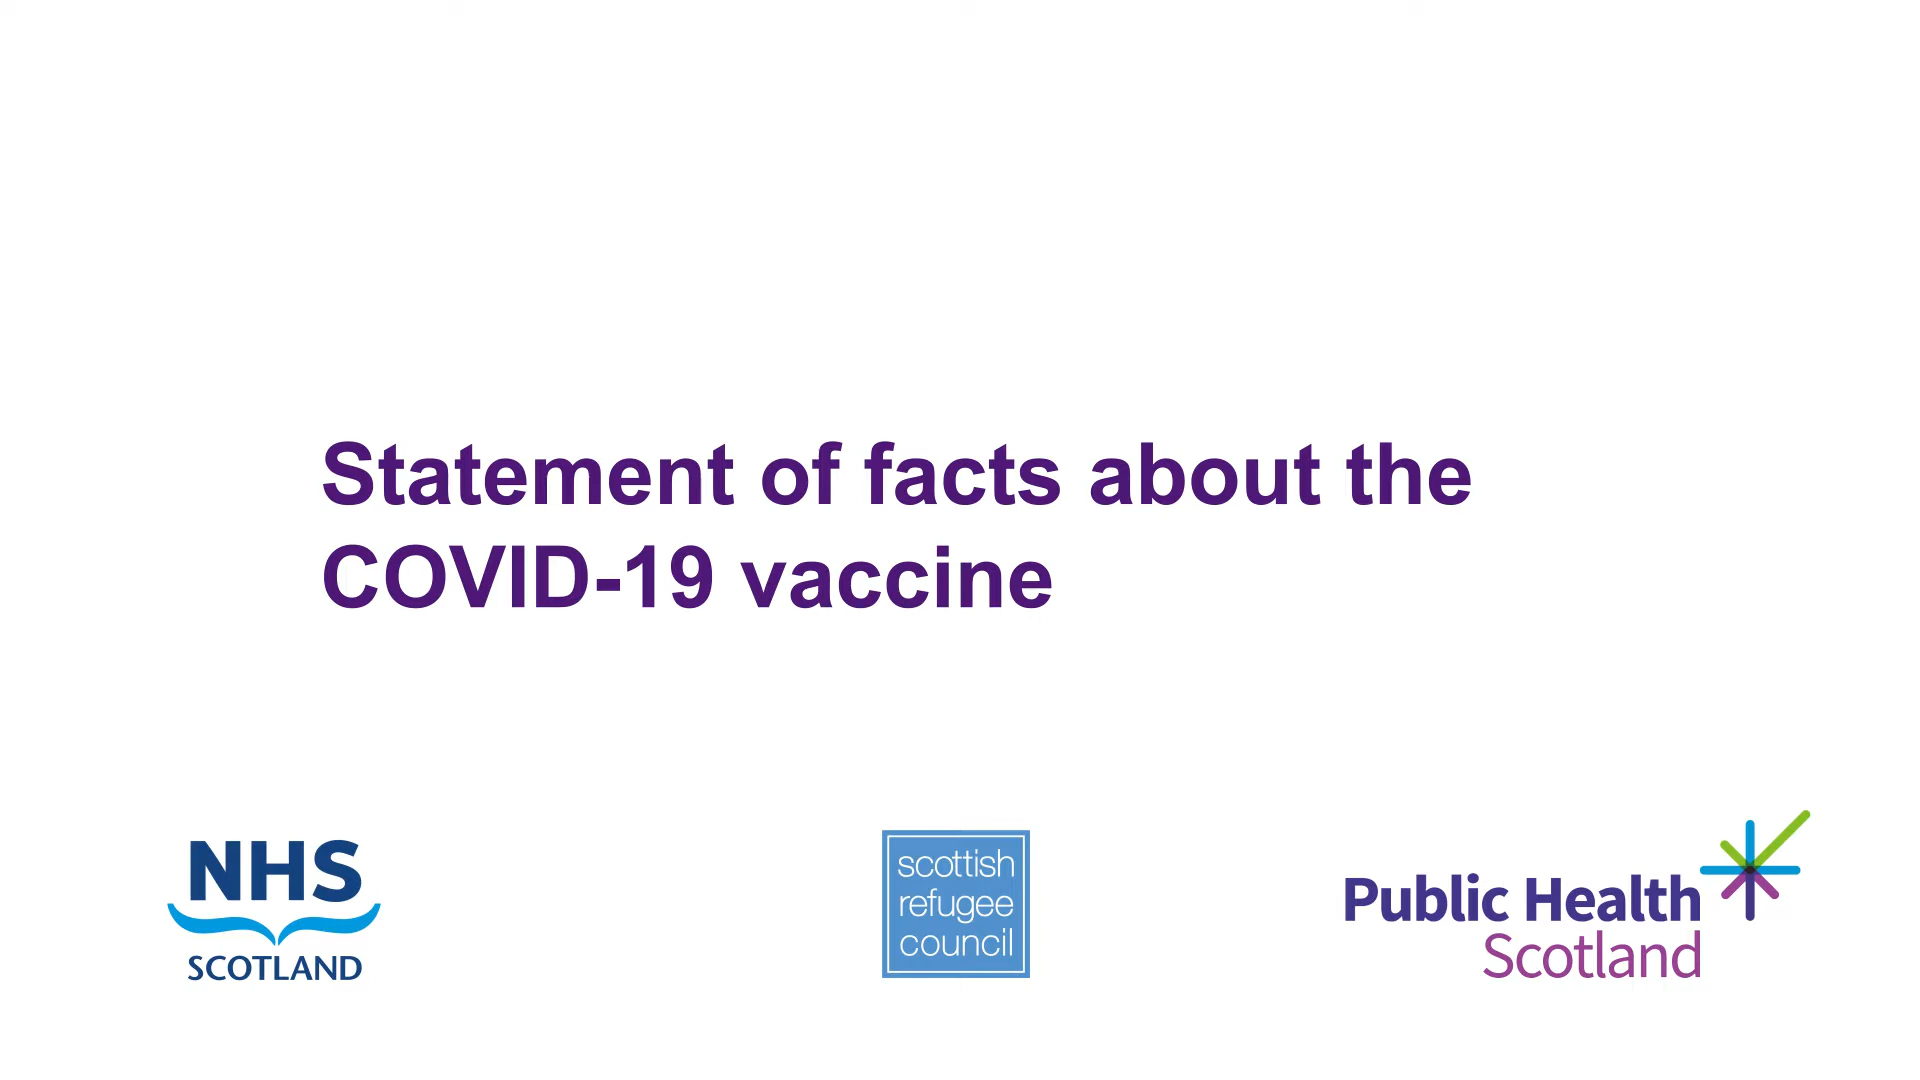 Statement of facts about the
COVID-19 vaccine
NHS
SCOTLAND
scottish
refugee
council
Public Health
Scotland